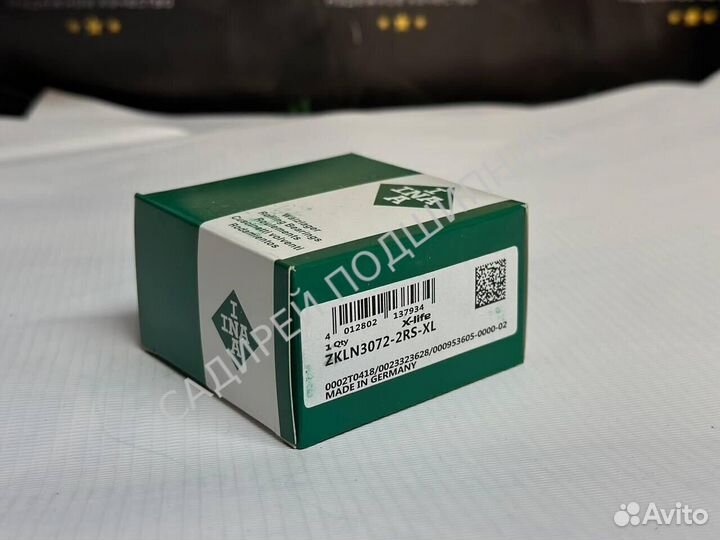 INA
Wälzlager
Rolling Bearings
Roulements
Cuscinetti volventi
Rodamientos
INA
4 012802 137934
1 Qty X-life
ZKLN3072-2RS-XL
0002T0418/0023323628/000953605-0000-02
MADE IN GERMANY
САДИРЕЙ ПОДШИПНИК
Avito